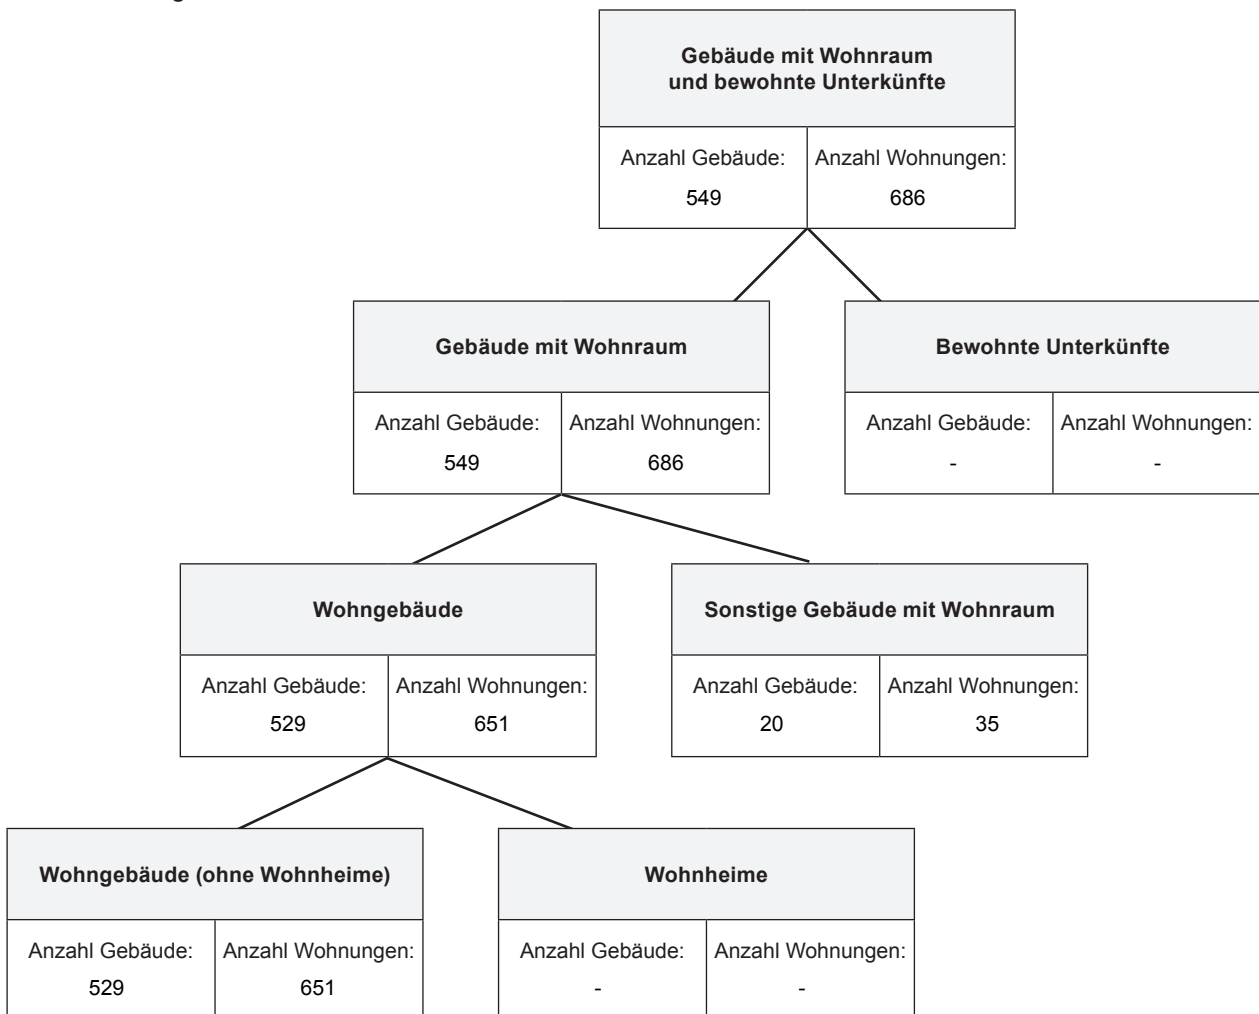 g
Gebäude mit Wohnraum
und bewohnte Unterkünfte
Anzahl Gebäude: Anzahl Wohnungen:
549 686
Gebäude mit Wohnraum
Bewohnte Unterkünfte
Anzahl Gebäude: Anzahl Wohnungen:
549 686
Anzahl Gebäude: Anzahl Wohnungen:
- -
Wohngebäude
Sonstige Gebäude mit Wohnraum
Anzahl Gebäude: Anzahl Wohnungen:
529 651
Anzahl Gebäude: Anzahl Wohnungen:
20 35
Wohngebäude (ohne Wohnheime)
Wohnheime
Anzahl Gebäude: Anzahl Wohnungen:
529 651
Anzahl Gebäude: Anzahl Wohnungen:
- -